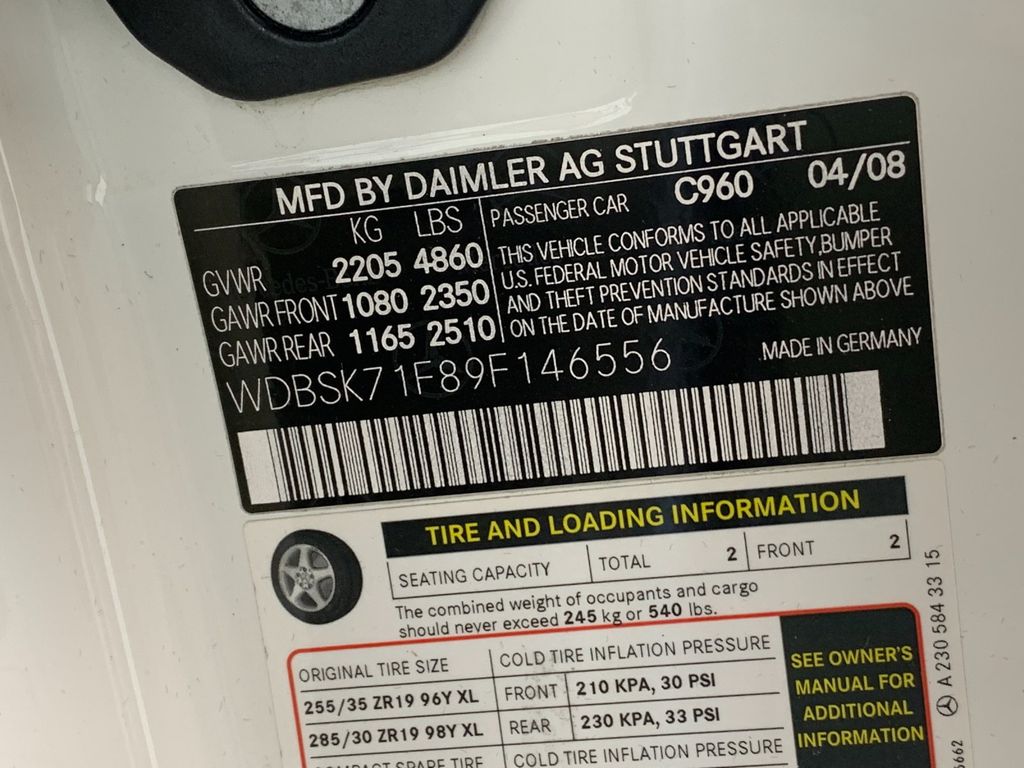 MFD BY DAIMLER AG STUTTGART
KG LBS
GVWR 2205 4860
GAWR FRONT 1080 2350
GAWR REAR 1165 2510
PASSENGER CAR C960 04/08
THIS VEHICLE CONFORMS TO ALL APPLICABLE
U.S. FEDERAL MOTOR VEHICLE SAFETY,BUMPER
AND THEFT PREVENTION STANDARDS IN EFFECT
ON THE DATE OF MANUFACTURE SHOWN ABOVE
WDBSK71F89F146556
MADE IN GERMANY
TIRE AND LOADING INFORMATION
SEATING CAPACITY TOTAL 2 FRONT 2
The combined weight of occupants and cargo
should never exceed 245 kg or 540 lbs.
ORIGINAL TIRE SIZE COLD TIRE INFLATION PRESSURE
255/35 ZR19 96Y XL FRONT 210 KPA, 30 PSI
285/30 ZR19 98Y XL REAR 230 KPA, 33 PSI
COMPACT SPARE TIRE COLD TIRE INFLATION PRESSURE
SEE OWNER'S
MANUAL FOR
ADDITIONAL
INFORMATION
A 230 584 33 15